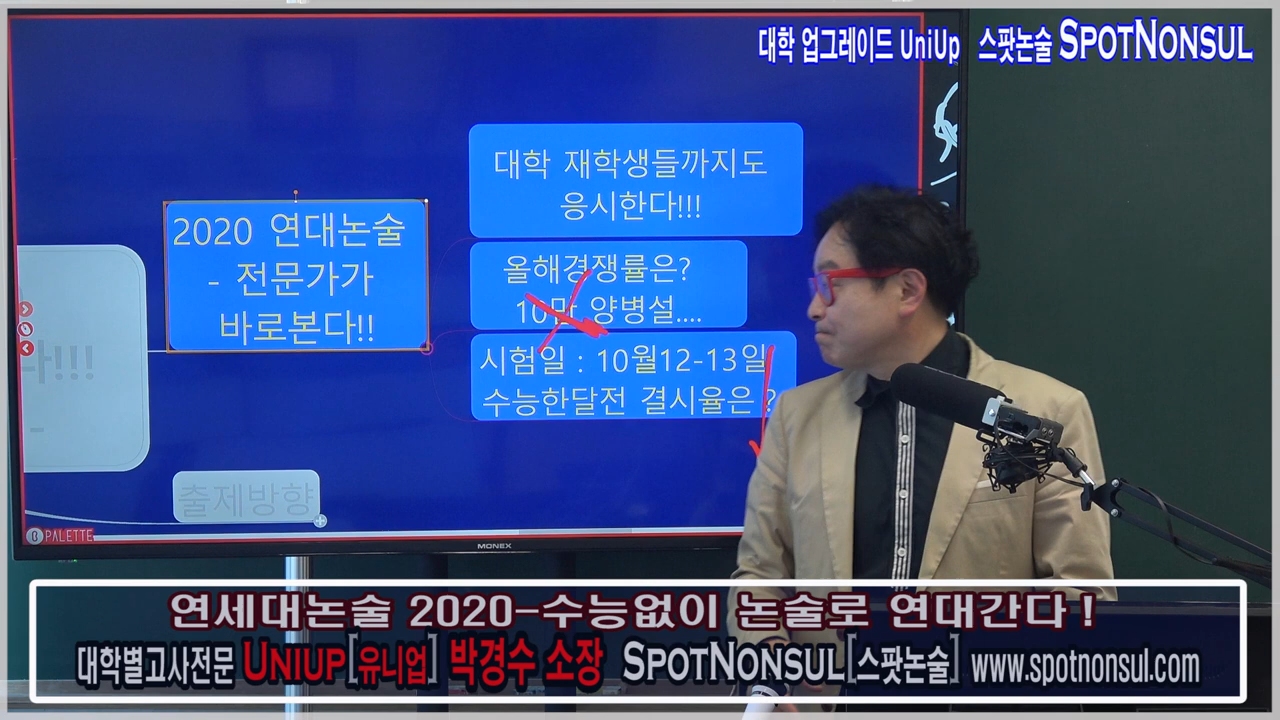 대학 업그레이드 UniUp 스팟논술 SPOTNONSUL
대학 재학생들까지도
응시한다!!!
2020 연대논술
- 전문가가
바로본다!!
올해경쟁률은?
10만 양병설....
시험일 : 10월12-13일
수능한달전 결시율은 ?
다!!!
출제방향
PALETTE
MONEX
연세대논술 2020-수능없이 논술로 연대간다 !
대학별고사전문 UNIUP[유니업] 박경수 소장 SPOTNONSUL[스팟논술] www.spotnonsul.com